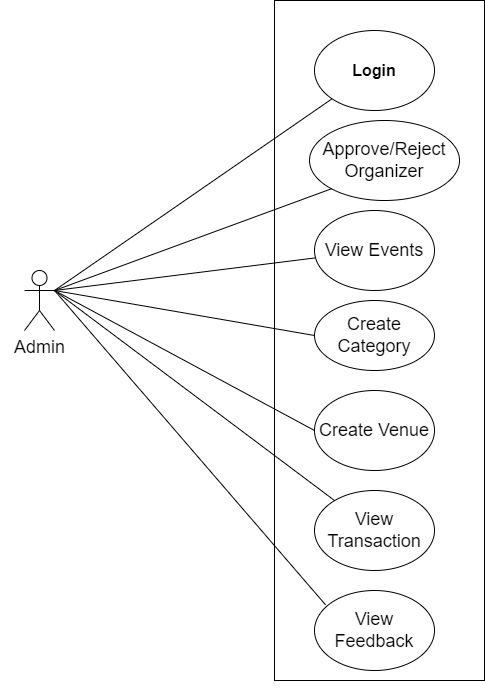 Login
Approve/Reject
Organizer
View Events
Admin
Create
Category
Create Venue
View
Transaction
View
Feedback